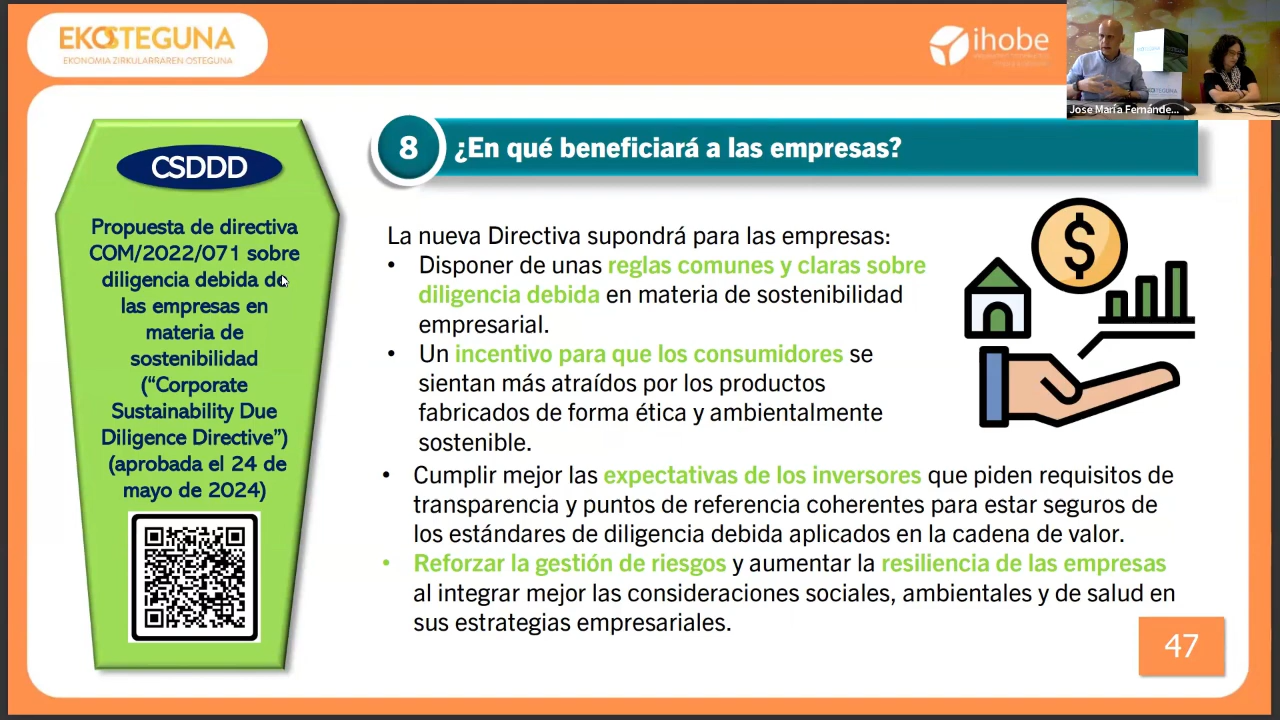 EKOSTEGUNA
EKONOMIA ZIRKULARRAREN OSTEGUNA
ihobe
Jose María Fernánde...
CSDDD
Propuesta de directiva
COM/2022/071 sobre
diligencia debida de
las empresas en
materia de
sostenibilidad
(“Corporate
Sustainability Due
Diligence Directive”)
(aprobada el 24 de
mayo de 2024)
8
¿En qué beneficiará a las empresas?
La nueva Directiva supondrá para las empresas:
• Disponer de unas reglas comunes y claras sobre
diligencia debida en materia de sostenibilidad
empresarial.
• Un incentivo para que los consumidores se
sientan más atraídos por los productos
fabricados de forma ética y ambientalmente
sostenible.
• Cumplir mejor las expectativas de los inversores que piden requisitos de
transparencia y puntos de referencia coherentes para estar seguros de
los estándares de diligencia debida aplicados en la cadena de valor.
• Reforzar la gestión de riesgos y aumentar la resiliencia de las empresas
al integrar mejor las consideraciones sociales, ambientales y de salud en
sus estrategias empresariales.
$
47